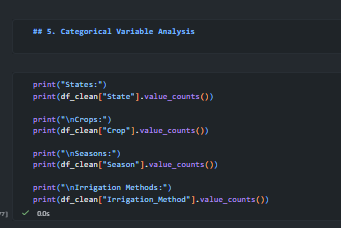 ## 5. Categorical Variable Analysis
print("States:")
print(df_clean["State"].value_counts())
print("\nCrops:")
print(df_clean["Crop"].value_counts())
print("\nSeasons:")
print(df_clean["Season"].value_counts())
print("\nIrrigation Methods:")
print(df_clean["Irrigation_Method"].value_counts())
77] ✓ 0.0s